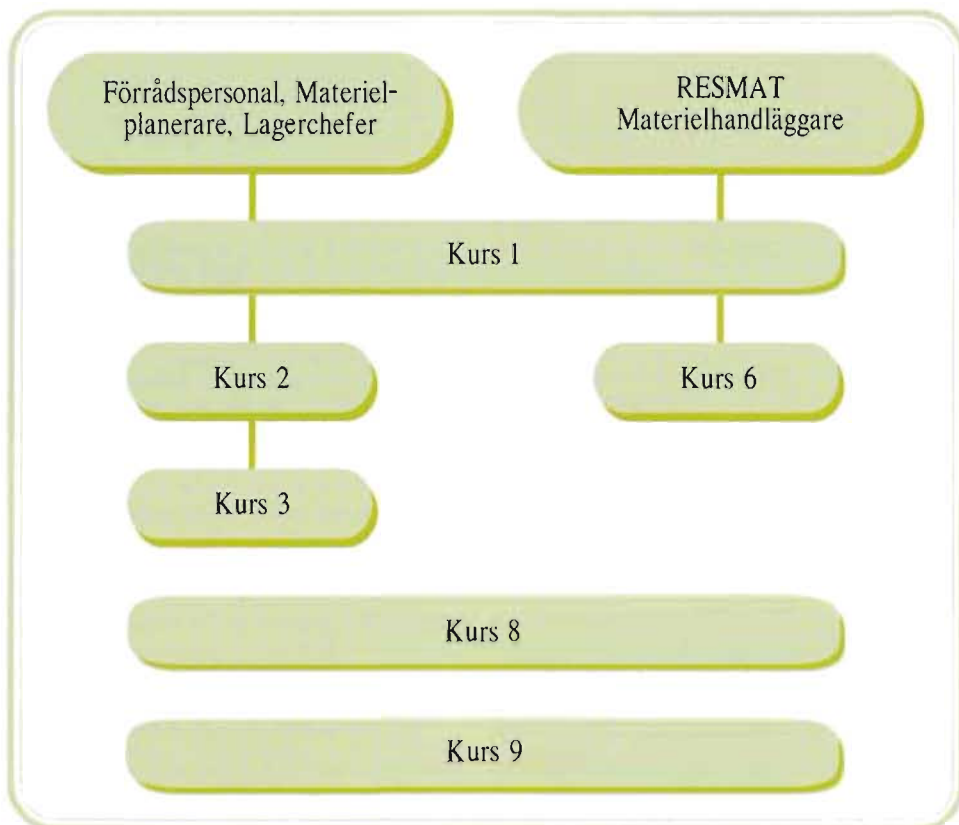 Förrådspersonal, Materiel-
planerare, Lagerchefer
RESMAT
Materielhandläggare
Kurs 1
Kurs 2
Kurs 6
Kurs 3
Kurs 8
Kurs 9